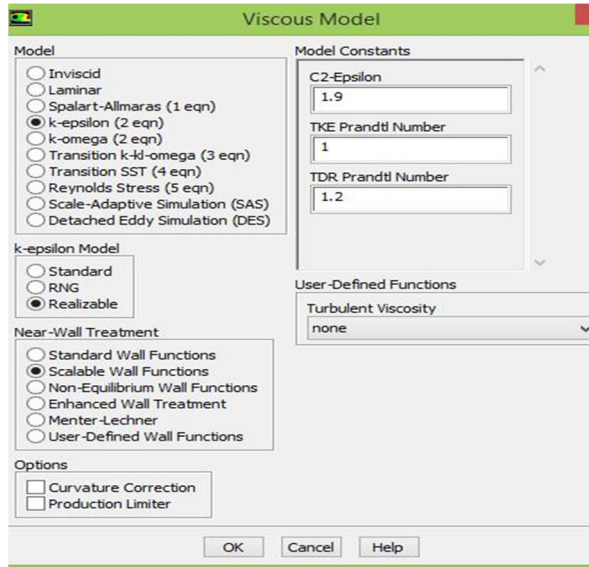 Viscous Model
Model
Inviscid
Laminar
Spalart-Allmaras (1 eqn)
k-epsilon (2 eqn)
k-omega (2 eqn)
Transition k-kl-omega (3 eqn)
Transition SST (4 eqn)
Reynolds Stress (5 eqn)
Scale-Adaptive Simulation (SAS)
Detached Eddy Simulation (DES)
k-epsilon Model
Standard
RNG
Realizable
Near-Wall Treatment
Standard Wall Functions
Scalable Wall Functions
Non-Equilibrium Wall Functions
Enhanced Wall Treatment
Menter-Lechner
User-Defined Wall Functions
Options
Curvature Correction
Production Limiter
Model Constants
C2-Epsilon
1.9
TKE Prandtl Number
1
TDR Prandtl Number
1.2
User-Defined Functions
Turbulent Viscosity
none
OK Cancel Help